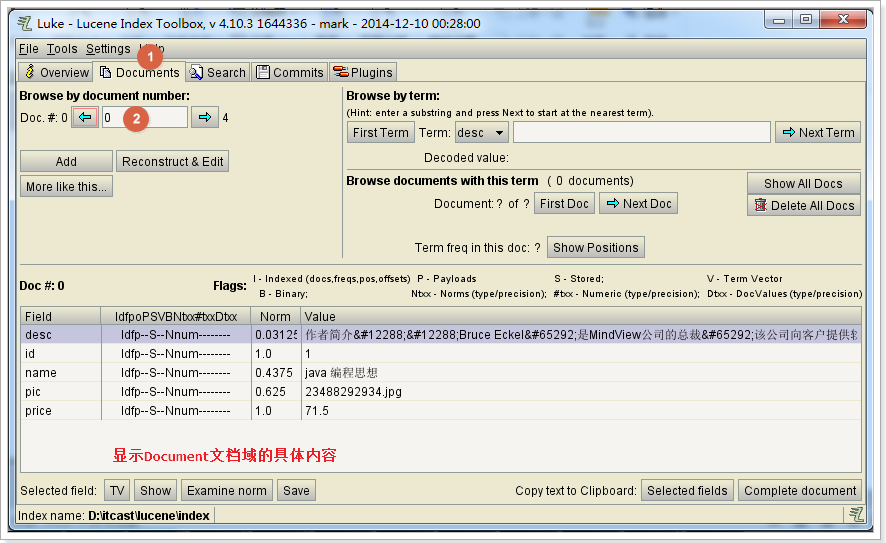 Luke - Lucene Index Toolbox, v 4.10.3 1644336 - mark - 2014-12-10 00:28:00
File Tools Settings
1
Overview Documents Search Commits Plugins
Browse by document number:
Doc. #: 0 0 2 4
Add Reconstruct & Edit
More like this...
Browse by term:
(Hint: enter a substring and press Next to start at the nearest term).
First Term Term: desc Next Term
Decoded value:
Browse documents with this term ( 0 documents)
Show All Docs
Document: ? of ? First Doc Next Doc
Delete All Docs
Term freq in this doc: ? Show Positions
Doc #: 0 Flags: I - Indexed (docs,freqs,pos,offsets) P - Payloads S - Stored; V - Term Vector
B - Binary; Ntxx - Norms (type/precision); #txx - Numeric (type/precision); Dtxx - DocValues (type/precision)
Field IdfpoPSVBNtxx#txxDtxx Norm Value
desc Idfp--S--Nnum-------- 0.03125 作者简介&#12288;&#12288;Bruce Eckel&#65292;是MindView公司的总裁&#65292;该公司向客户提供软
id Idfp--S--Nnum-------- 1.0 1
name Idfp--S--Nnum-------- 0.4375 java 编程思想
pic Idfp--S--Nnum-------- 0.625 23488292934.jpg
price Idfp--S--Nnum-------- 1.0 71.5
显示Document文档域的具体内容
Selected field: TV Show Examine norm Save Copy text to Clipboard: Selected fields Complete document
Index name: D:\itcast\lucene\index